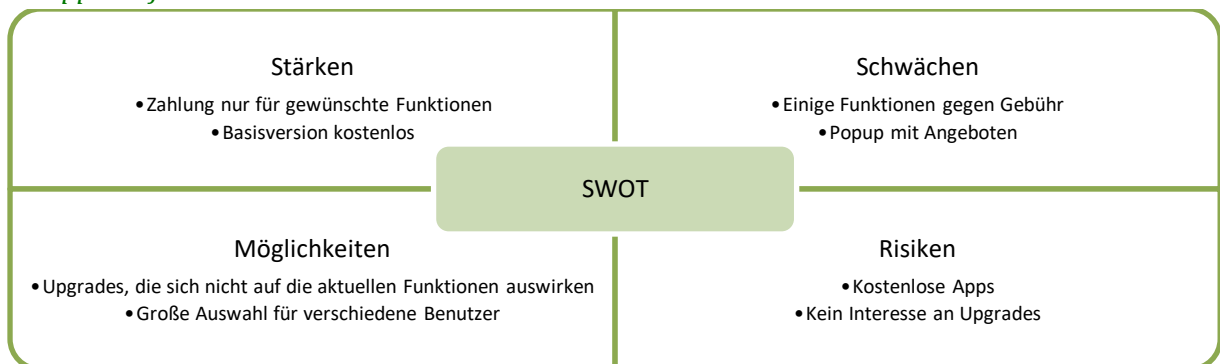 Stärken
•Zahlung nur für gewünschte Funktionen
•Basisversion kostenlos
Schwächen
•Einige Funktionen gegen Gebühr
•Popup mit Angeboten
SWOT
Möglichkeiten
•Upgrades, die sich nicht auf die aktuellen Funktionen auswirken
•Große Auswahl für verschiedene Benutzer
Risiken
•Kostenlose Apps
•Kein Interesse an Upgrades